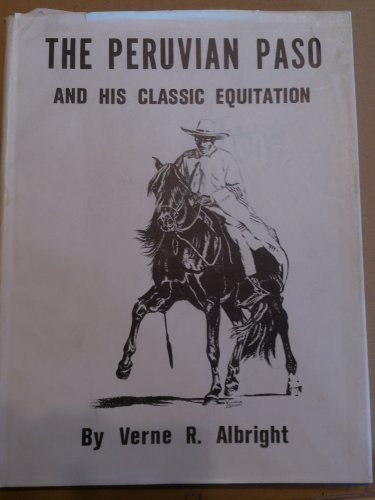 THE PERUVIAN PASO
AND HIS CLASSIC EQUITATION
By Verne R. Albright